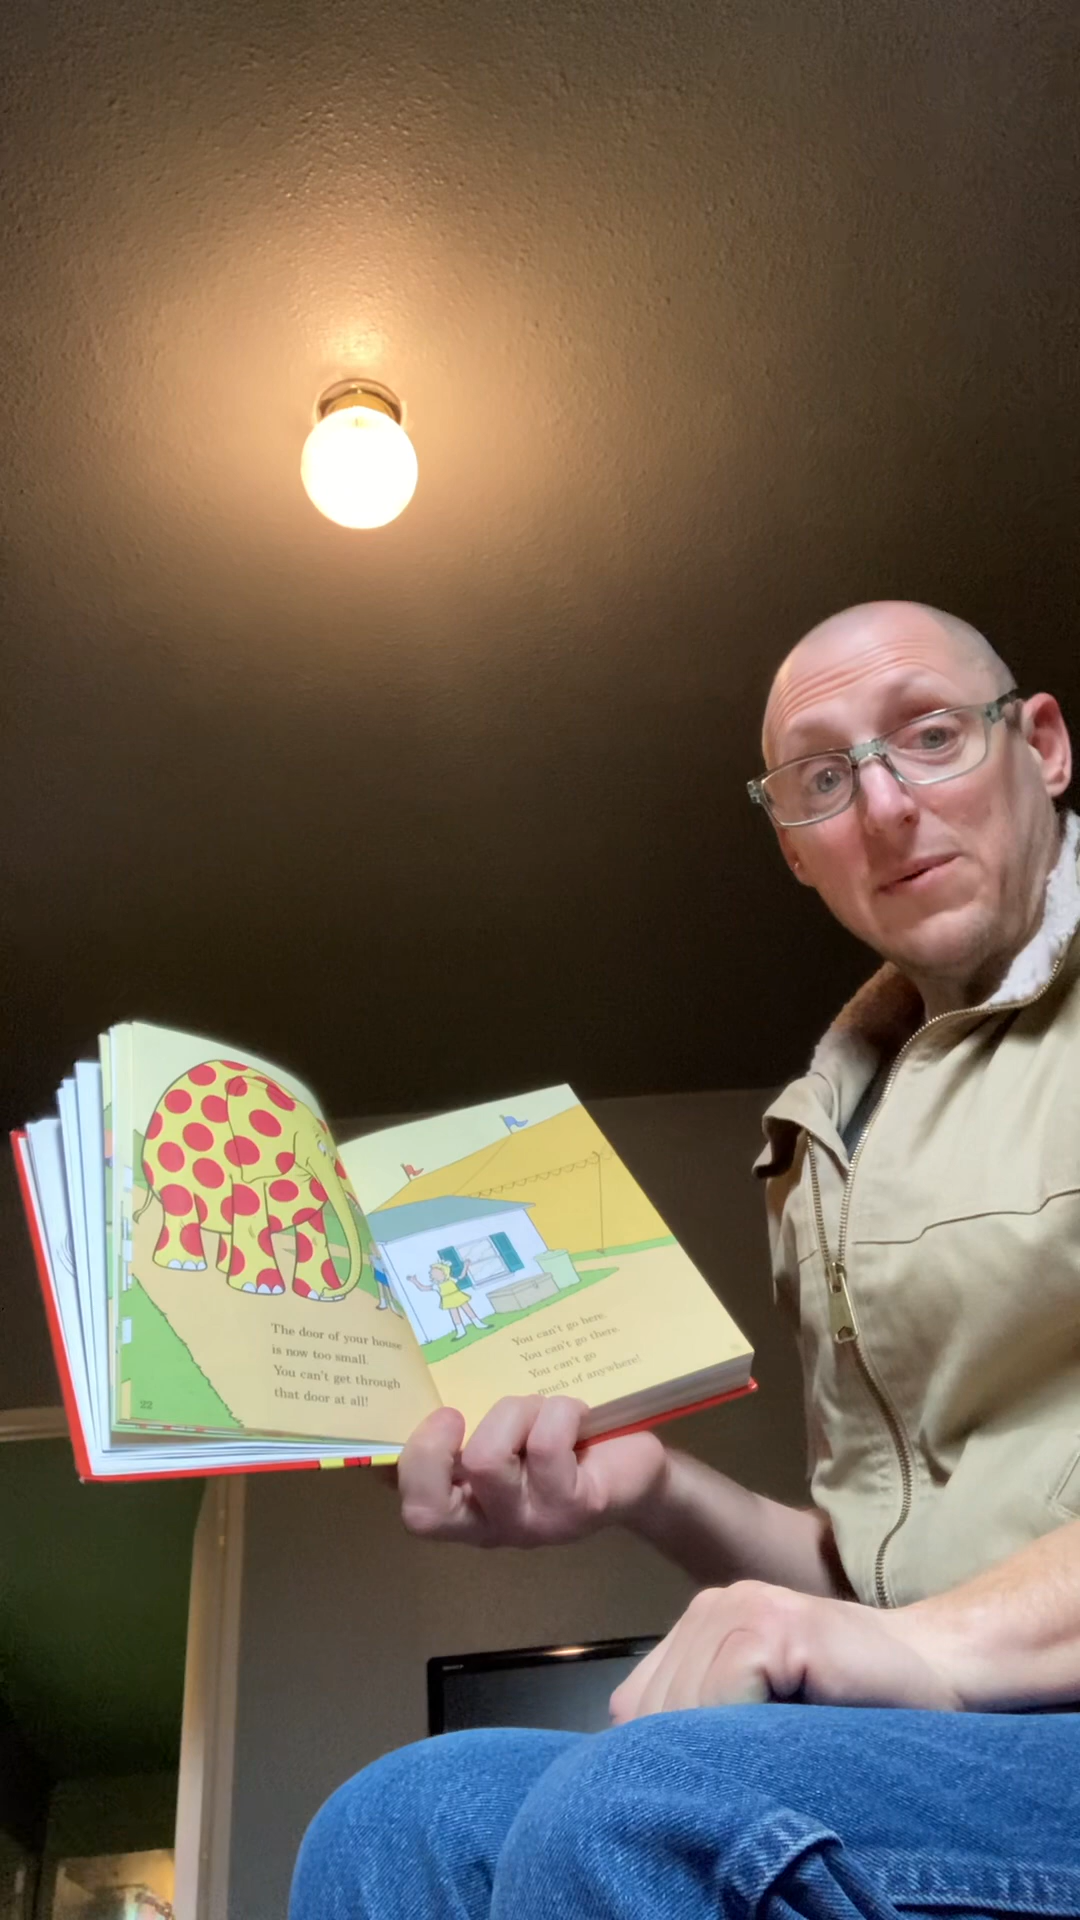 The door of your house
is now too small.
You can't get through
that door at all!
22
You can't go here.
You can't go there.
You can't go
much of anywhere!